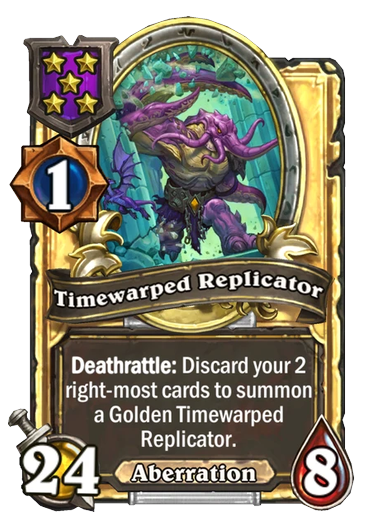 1
Timewarped Replicator
Deathrattle: Discard your 2
right-most cards to summon
a Golden Timewarped
Replicator.
24
Aberration
8